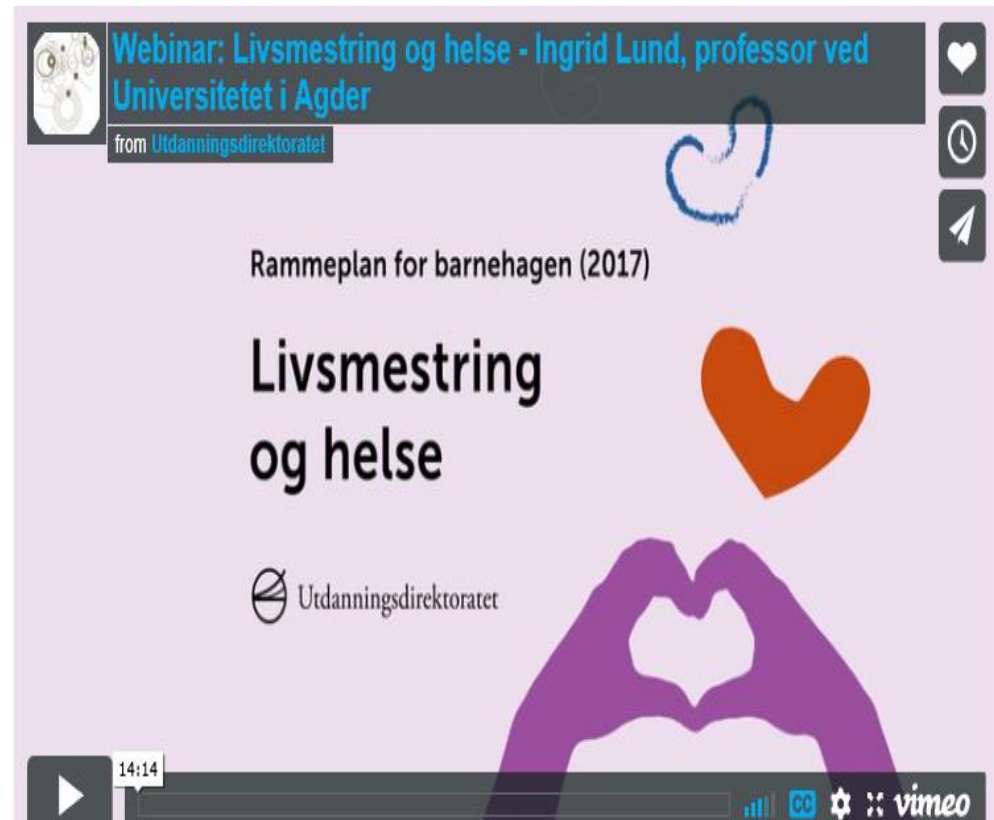 Webinar: Livsmestring og helse - Ingrid Lund, professor ved
Universitetet i Agder
from Utdanningsdirektoratet
Rammeplan for barnehagen (2017)
Livsmestring
og helse
Utdanningsdirektoratet
14:14
CC
vimeo